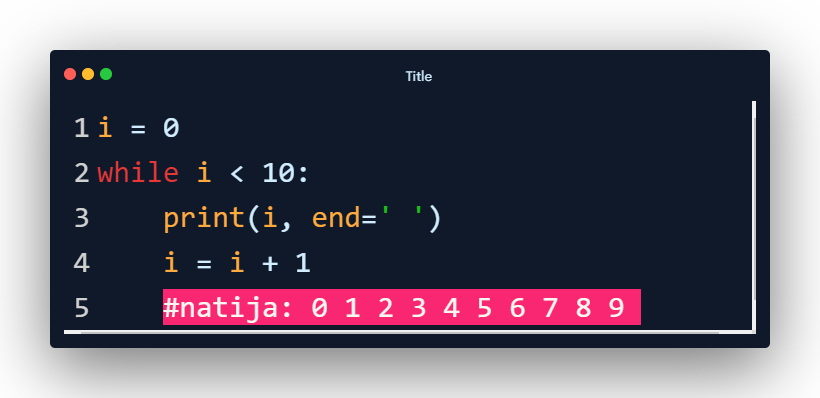 Title
1 i = 0
2 while i < 10:
3     print(i, end=' ')
4     i = i + 1
5     #natija: 0 1 2 3 4 5 6 7 8 9